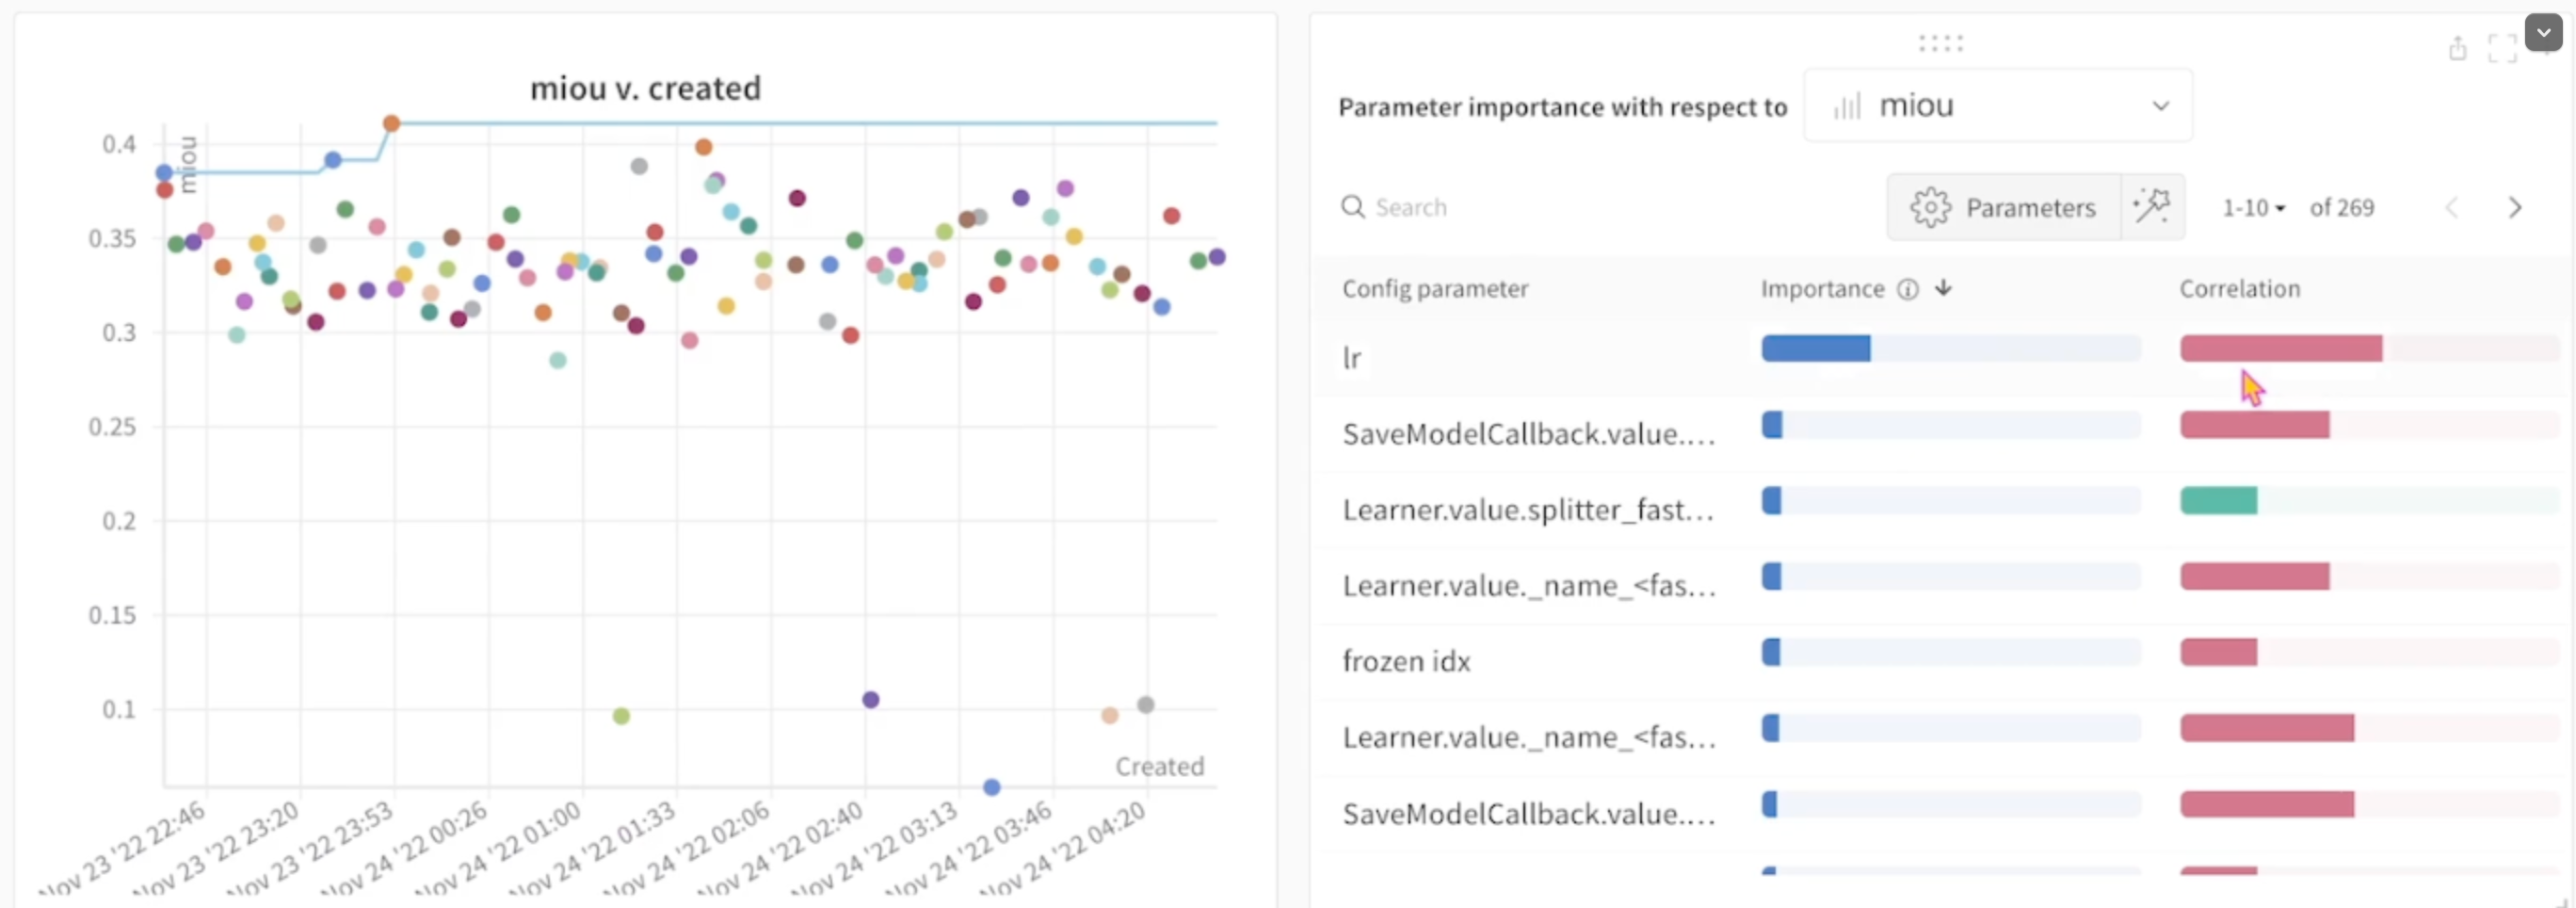 miou v. created
0.4
0.35
0.3
0.25
0.2
0.15
0.1
miou
Created
Nov 23 '22 22:46
Nov 23 '22 23:20
Nov 23 '22 23:53
Nov 24 '22 00:26
Nov 24 '22 01:00
Nov 24 '22 01:33
Nov 24 '22 02:06
Nov 24 '22 02:40
Nov 24 '22 03:13
Nov 24 '22 03:46
Nov 24 '22 04:20
Parameter importance with respect to miou
Search Parameters 1-10 of 269
Config parameter Importance Correlation
lr
SaveModelCallback.value....
Learner.value.splitter_fast...
Learner.value._name_<fas...
frozen idx
Learner.value._name_<fas...
SaveModelCallback.value....